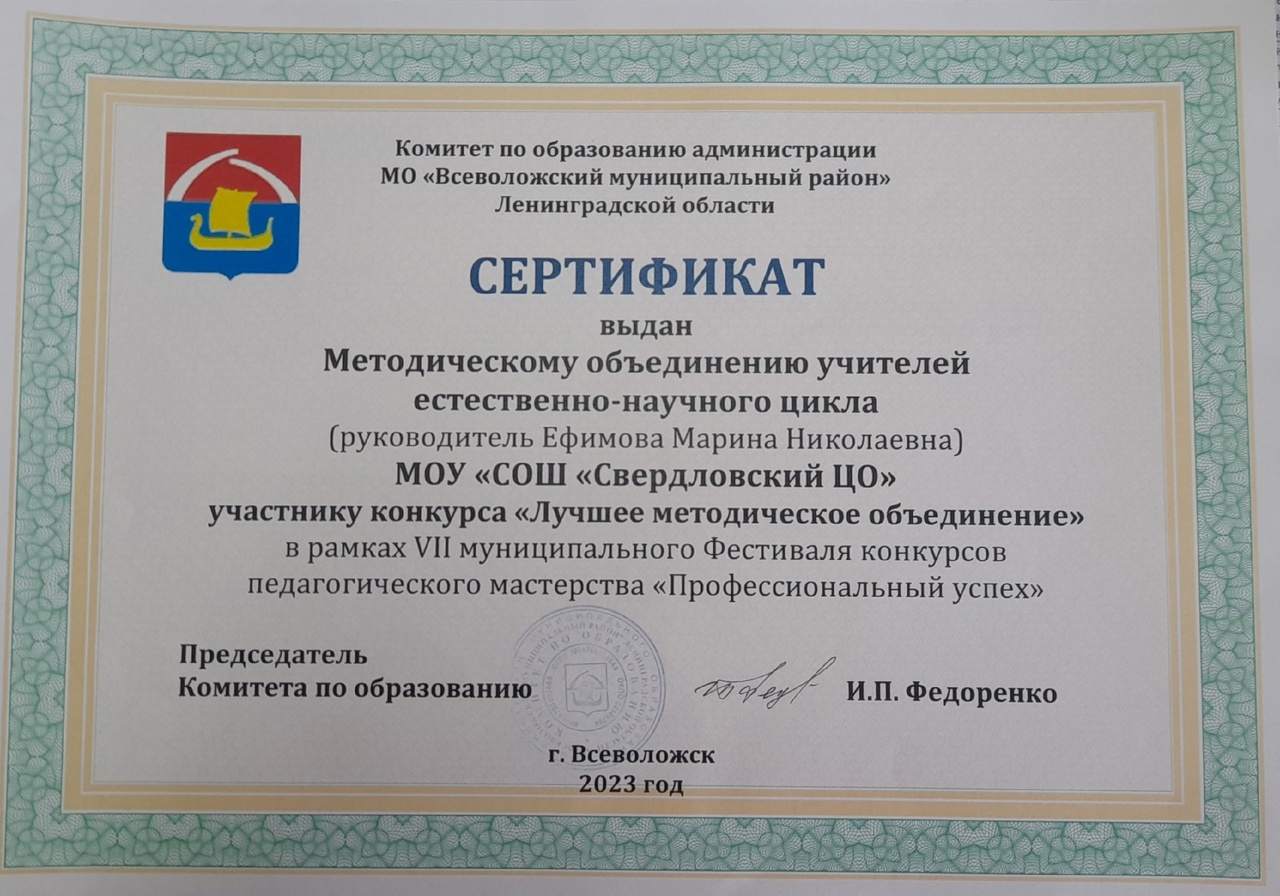 Комитет по образованию администрации
МО «Всеволожский муниципальный район»
Ленинградской области
СЕРТИФИКАТ
выдан
Методическому объединению учителей
естественно-научного цикла
(руководитель Ефимова Марина Николаевна)
МОУ «СОШ «Свердловский ЦО»
участнику конкурса «Лучшее методическое объединение»
в рамках VII муниципального Фестиваля конкурсов
педагогического мастерства «Профессиональный успех»
Председатель
Комитета по образованию
И.П. Федоренко
г. Всеволожск
2023 год